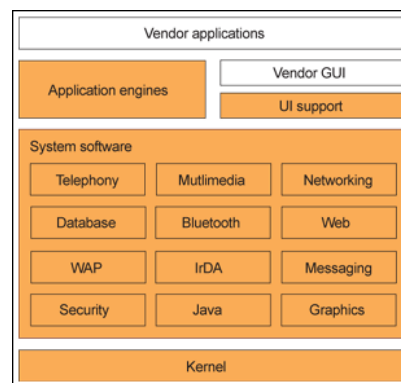 Vendor applications
Application engines
Vendor GUI
UI support
System software
Telephony
Mutlimedia
Networking
Database
Bluetooth
Web
WAP
IrDA
Messaging
Security
Java
Graphics
Kernel